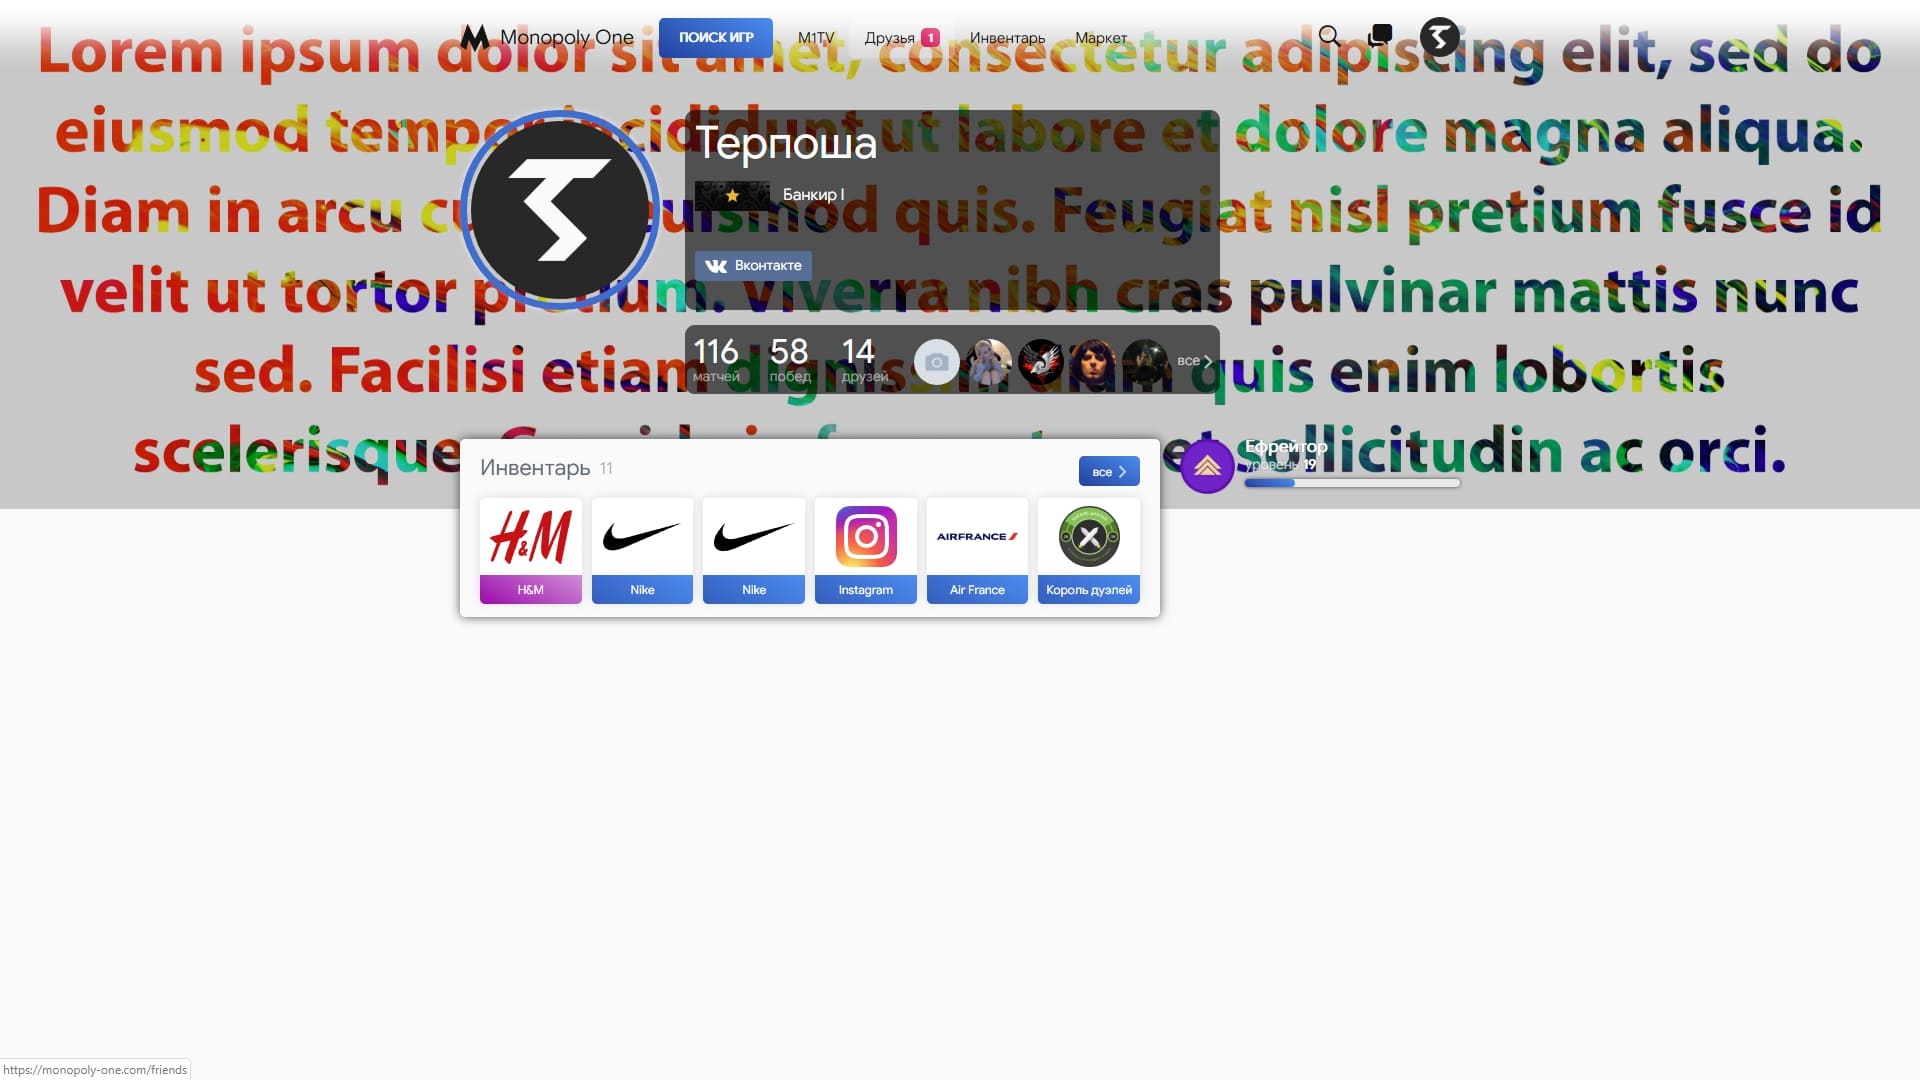 Monopoly One
ПОИСК ИГР
M1TV
Друзья 1
Инвентарь
Маркет
Lorem ipsum dolor sit amet, consectetur adipiscing elit, sed do
eiusmod tempor incididunt ut labore et dolore magna aliqua.
Diam in arcu cursus euismod quis. Feugiat nisl pretium fusce id
velit ut tortor pretium. Viverra nibh cras pulvinar mattis nunc
sed. Facilisi etiam dignissim diam quis enim lobortis
scelerisque et sollicitudin ac orci.
Терпоша
Банкир I
Вконтакте
116 матчей
58 побед
14 друзей
все
Инвентарь 11
все
Ефрейтор
уровень 19
H&M
H&M
Nike
Nike
Instagram
AIRFRANCE
Air France
Король дуэлей
https://monopoly-one.com/friends